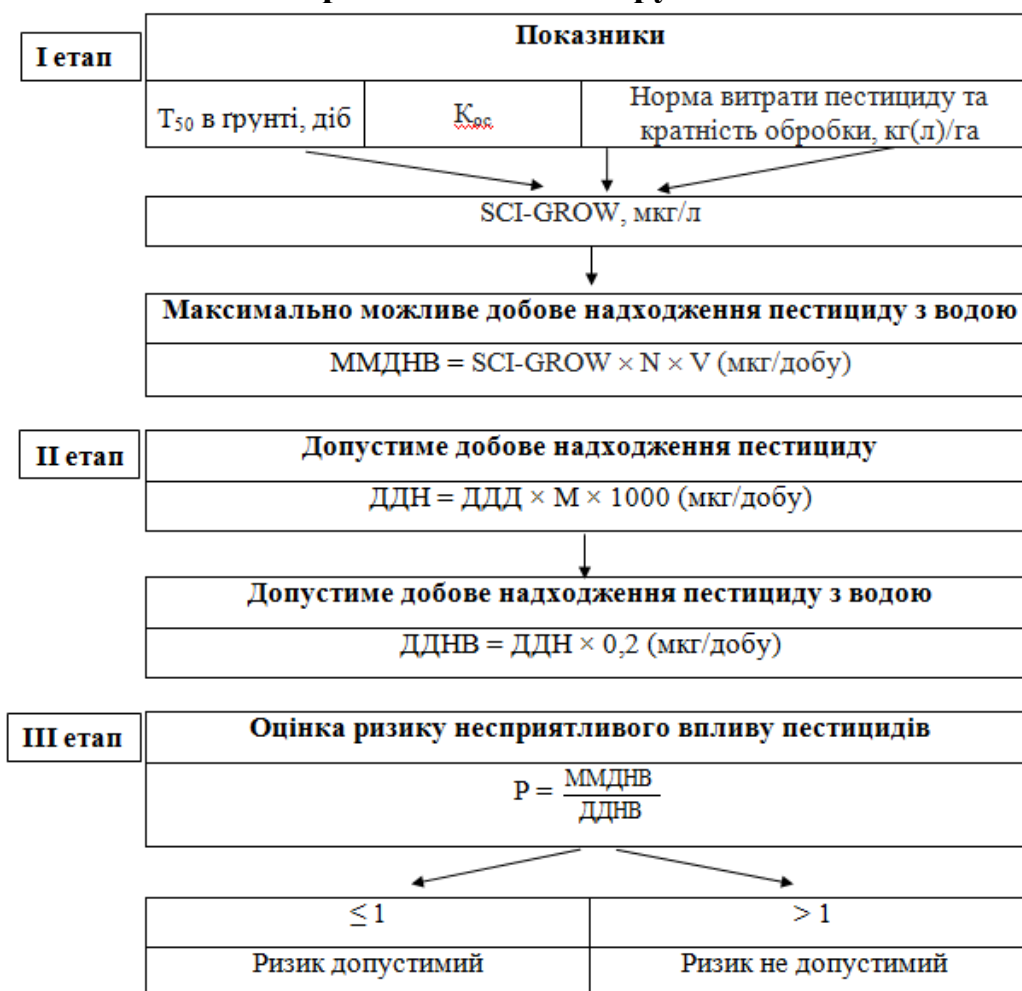 I етап
Показники
T₅₀ в ґрунті, діб
Kос
Норма витрати пестициду та
кратність обробки, кг(л)/га
SCI-GROW, мкг/л
Максимально можливе добове надходження пестициду з водою
ММДНВ = SCI-GROW × N × V (мкг/добу)
II етап
Допустиме добове надходження пестициду
ДДН = ДДД × М × 1000 (мкг/добу)
Допустиме добове надходження пестициду з водою
ДДНВ = ДДН × 0,2 (мкг/добу)
III етап
Оцінка ризику несприятливого впливу пестицидів
P = ММДНВ / ДДНВ
≤ 1
> 1
Ризик допустимий
Ризик не допустимий